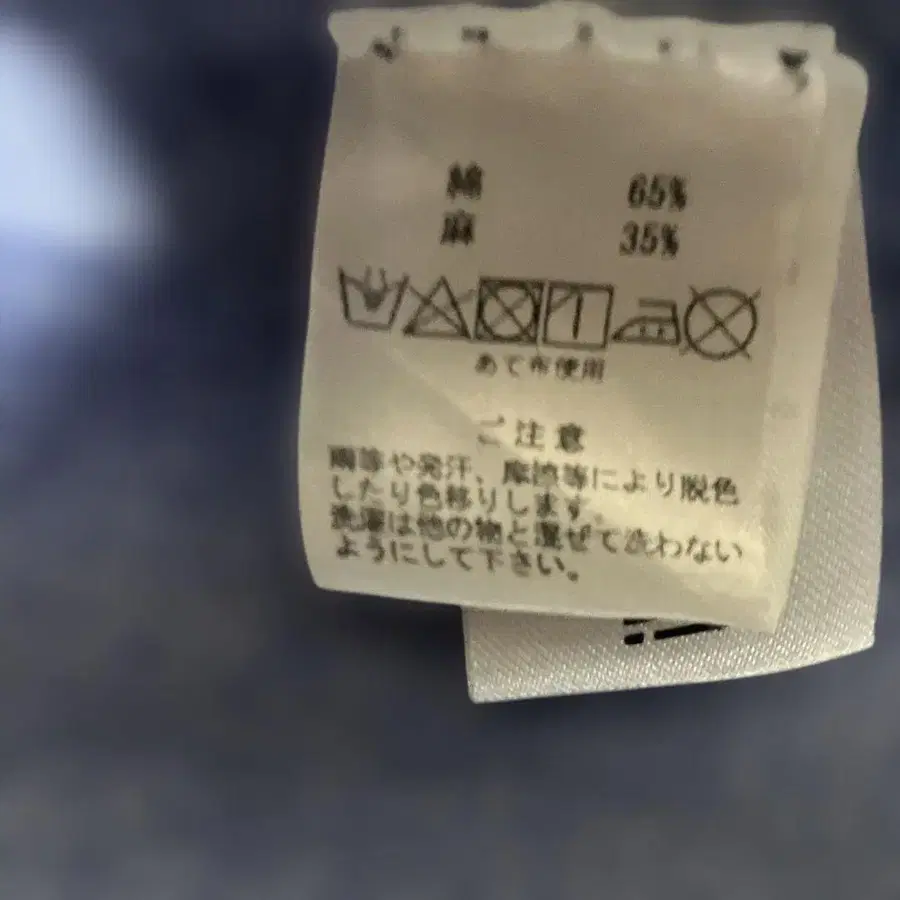 綿 65%
麻 35%
あて布使用
ご注意
雨等や発汗、摩擦等により脱色
したり色移りします。
洗濯は他の物と混ぜて洗わない
ようにして下さい。